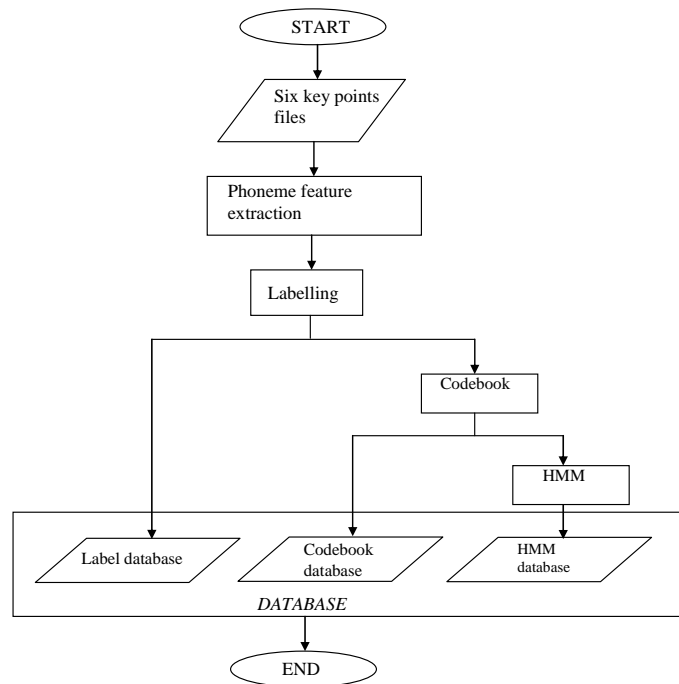 START
Six key points
files
Phoneme feature
extraction
Labelling
Codebook
HMM
Label database
Codebook
database
HMM
database
DATABASE
END